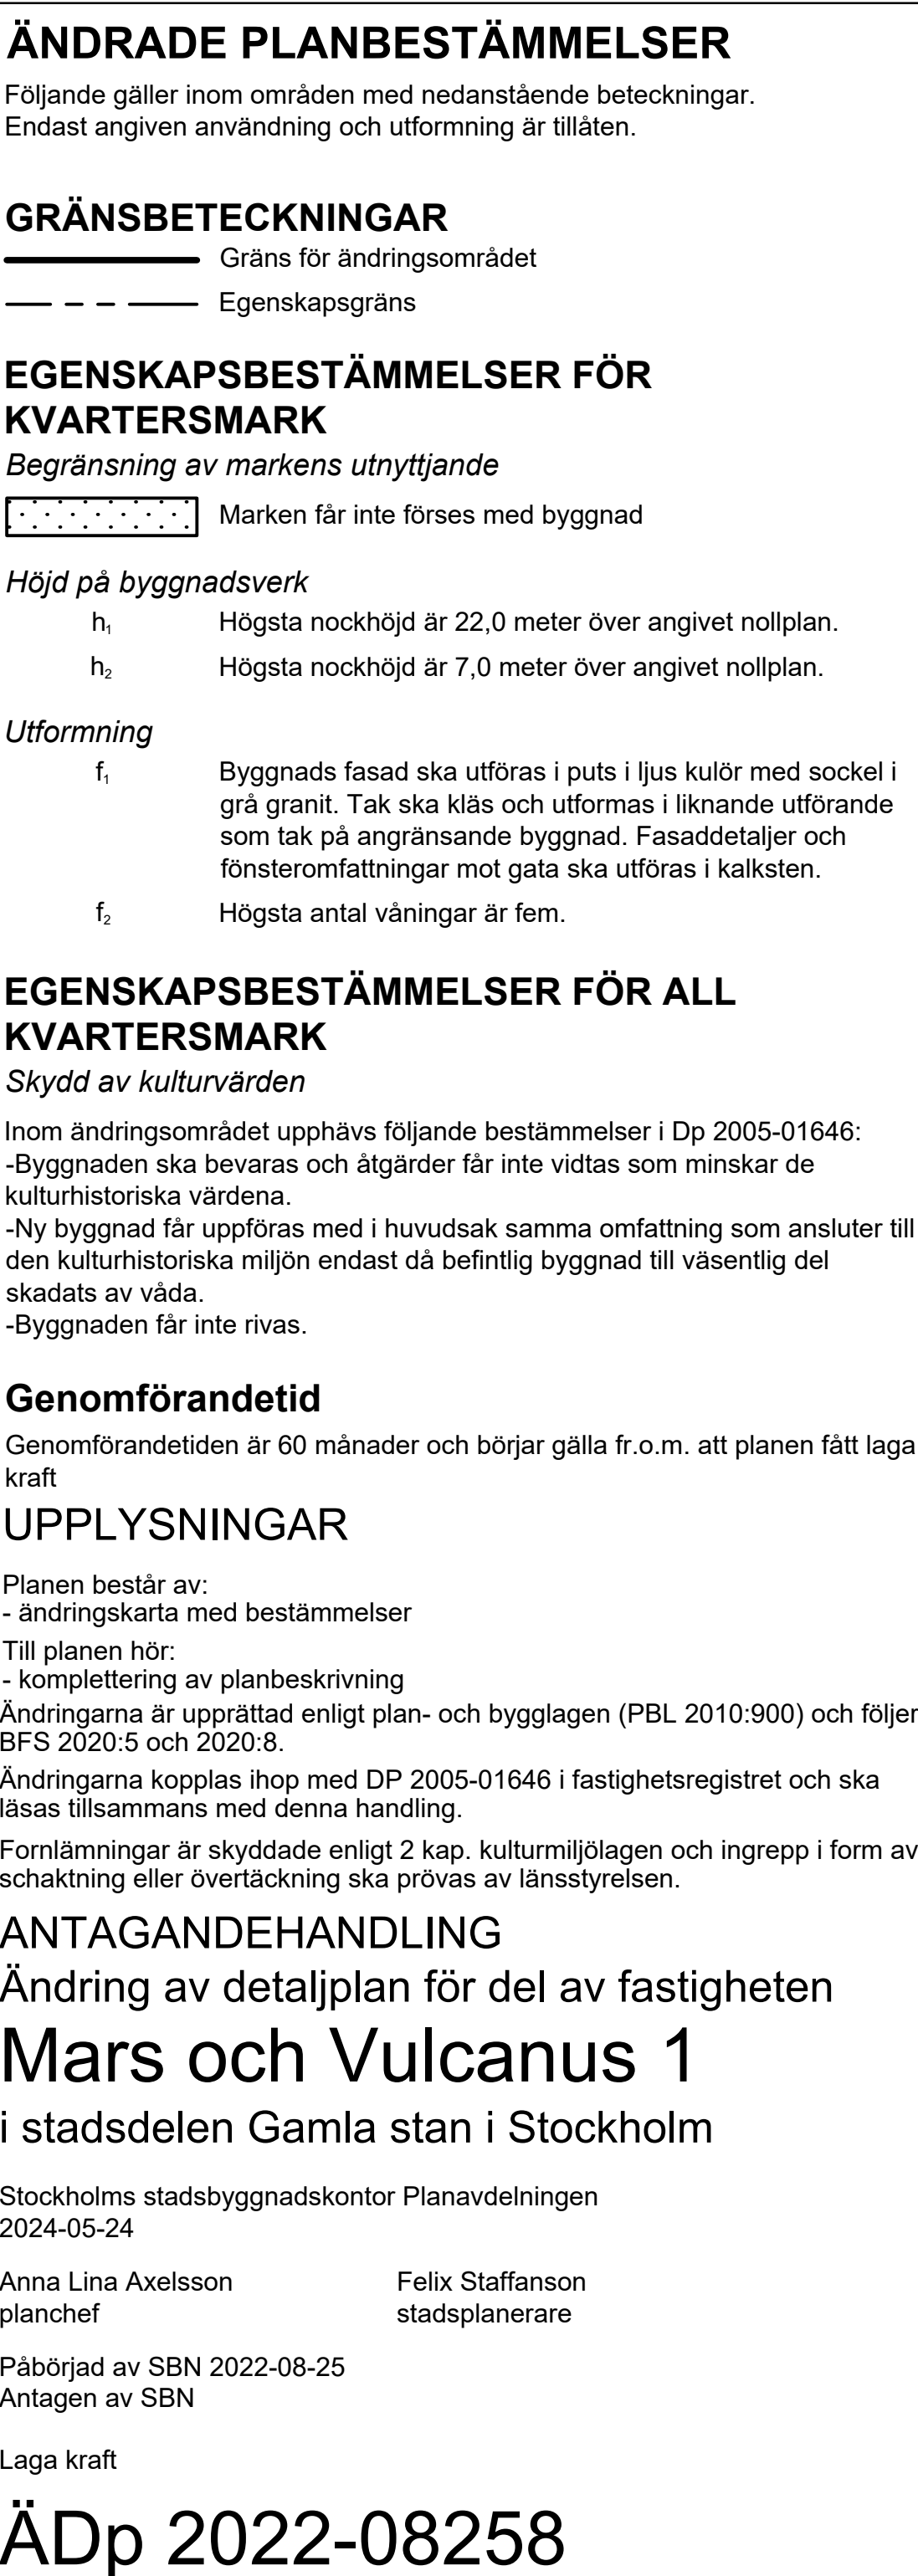 ÄNDRADE PLANBESTÄMMELSER
Följande gäller inom områden med nedanstående beteckningar.
Endast angiven användning och utformning är tillåten.
GRÄNSBETECKNINGAR
Gräns för ändringsområdet
Egenskapsgräns
EGENSKAPSBESTÄMMELSER FÖR
KVARTERSMARK
Begränsning av markens utnyttjande
Marken får inte förses med byggnad
Höjd på byggnadsverk
h₁ Högsta nockhöjd är 22,0 meter över angivet nollplan.
h₂ Högsta nockhöjd är 7,0 meter över angivet nollplan.
Utformning
f₁ Byggnads fasad ska utföras i puts i ljus kulör med sockel i
grå granit. Tak ska kläs och utformas i liknande utförande
som tak på angränsande byggnad. Fasaddetaljer och
fönsteromfattningar mot gata ska utföras i kalksten.
f₂ Högsta antal våningar är fem.
EGENSKAPSBESTÄMMELSER FÖR ALL
KVARTERSMARK
Skydd av kulturvärden
Inom ändringsområdet upphävs följande bestämmelser i Dp 2005-01646:
-Byggnaden ska bevaras och åtgärder får inte vidtas som minskar de
kulturhistoriska värdena.
-Ny byggnad får uppföras med i huvudsak samma omfattning som ansluter till
den kulturhistoriska miljön endast då befintlig byggnad till väsentlig del
skadats av våda.
-Byggnaden får inte rivas.
Genomförandetid
Genomförandetiden är 60 månader och börjar gälla fr.o.m. att planen fått laga
kraft
UPPLYSNINGAR
Planen består av:
- ändringskarta med bestämmelser
Till planen hör:
- komplettering av planbeskrivning
Ändringarna är upprättad enligt plan- och bygglagen (PBL 2010:900) och följer
BFS 2020:5 och 2020:8.
Ändringarna kopplas ihop med DP 2005-01646 i fastighetsregistret och ska
läsas tillsammans med denna handling.
Fornlämningar är skyddade enligt 2 kap. kulturmiljölagen och ingrepp i form av
schaktning eller övertäckning ska prövas av länsstyrelsen.
ANTAGANDEHANDLING
Ändring av detaljplan för del av fastigheten
Mars och Vulcanus 1
i stadsdelen Gamla stan i Stockholm
Stockholms stadsbyggnadskontor Planavdelningen
2024-05-24
Anna Lina Axelsson Felix Staffanson
planchef stadsplanerare
Påbörjad av SBN 2022-08-25
Antagen av SBN
Laga kraft
ÄDp 2022-08258